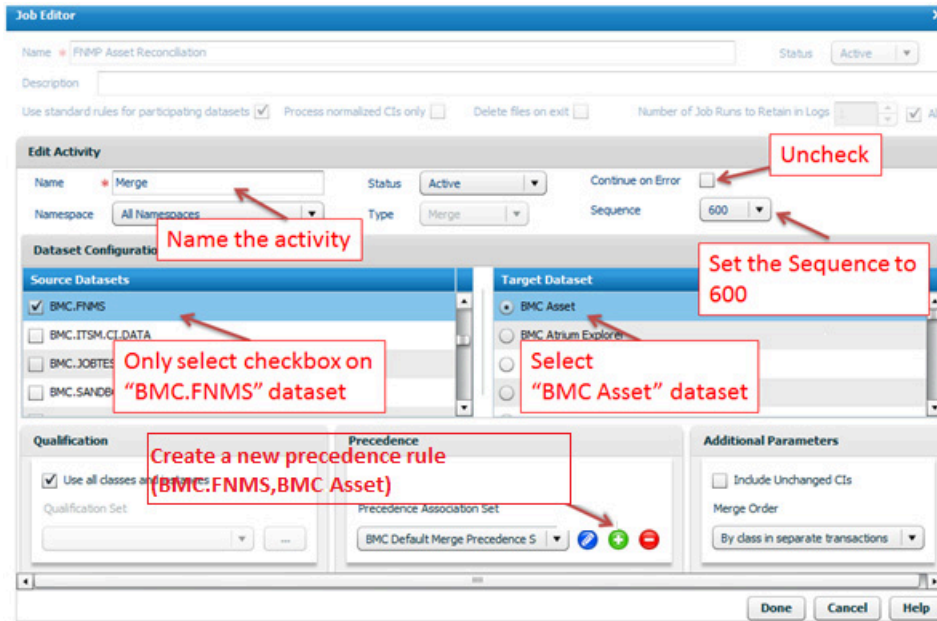 Job Editor
Name * FNMP Asset Reconciliation Status Active
Description
Use standard rules for participating datasets Process normalized CIs only Delete files on exit Number of Job Runs to Retain in Logs
Edit Activity
Uncheck
Name * Merge Status Active Continue on Error
Namespace All Namespaces Type Merge Sequence 600
Name the activity
Set the Sequence to
600
Dataset Configuration
Source Datasets Target Dataset
BMC.FNMS BMC Asset
BMC.ITSM.CI.DATA BMC Atrium Explorer
BMC.JOBTES
BMC.SANDB
Only select checkbox on
“BMC.FNMS” dataset
Select
“BMC Asset” dataset
Qualification Precedence Additional Parameters
Create a new precedence rule
(BMC.FNMS,BMC Asset)
Use all classes and instances Include Unchanged CIs
Qualification Set Precedence Association Set Merge Order
... BMC Default Merge Precedence S By class in separate transactions
Done Cancel Help